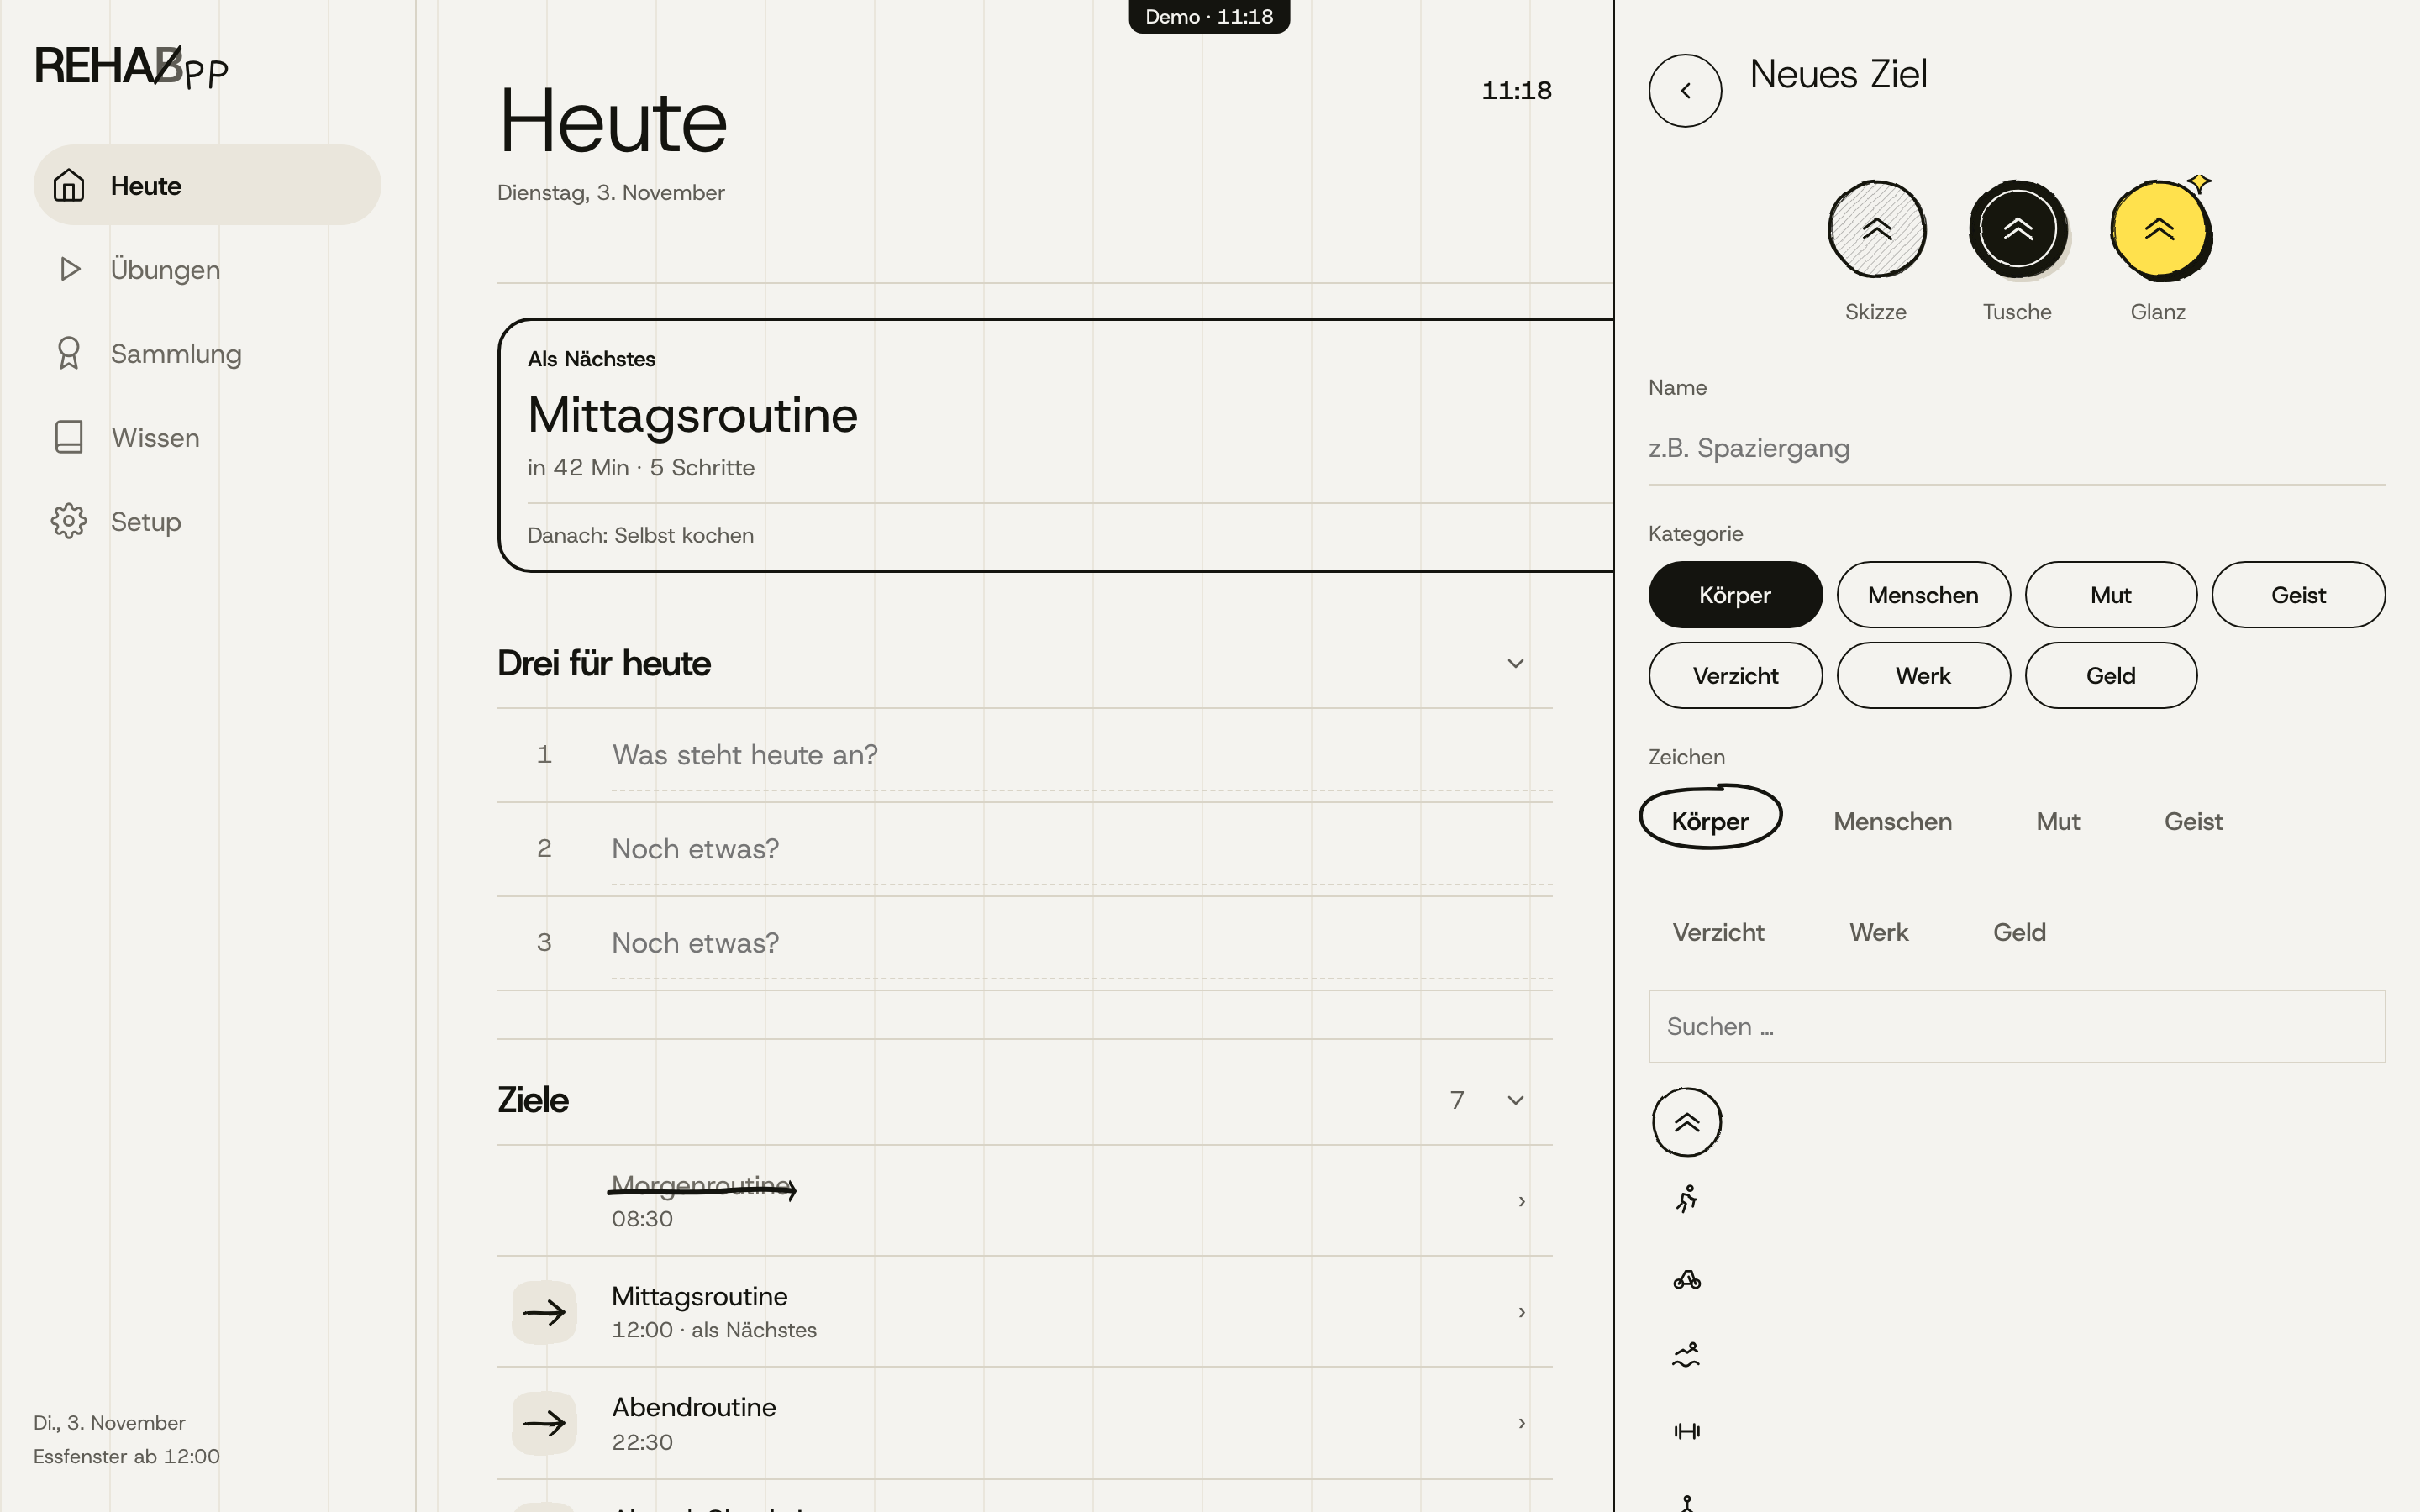 REHABPP
Heute
Übungen
Sammlung
Wissen
Setup
Di., 3. November
Essfenster ab 12:00
Demo · 11:18
Heute
11:18
Dienstag, 3. November
Als Nächstes
Mittagsroutine
in 42 Min · 5 Schritte
Danach: Selbst kochen
Drei für heute
1 Was steht heute an?
2 Noch etwas?
3 Noch etwas?
Ziele 7
Morgenroutine
08:30
Mittagsroutine
12:00 · als Nächstes
Abendroutine
22:30
Neues Ziel
Skizze Tusche Glanz
Name
z.B. Spaziergang
Kategorie
Körper Menschen Mut Geist
Verzicht Werk Geld
Zeichen
Körper Menschen Mut Geist
Verzicht Werk Geld
Suchen …